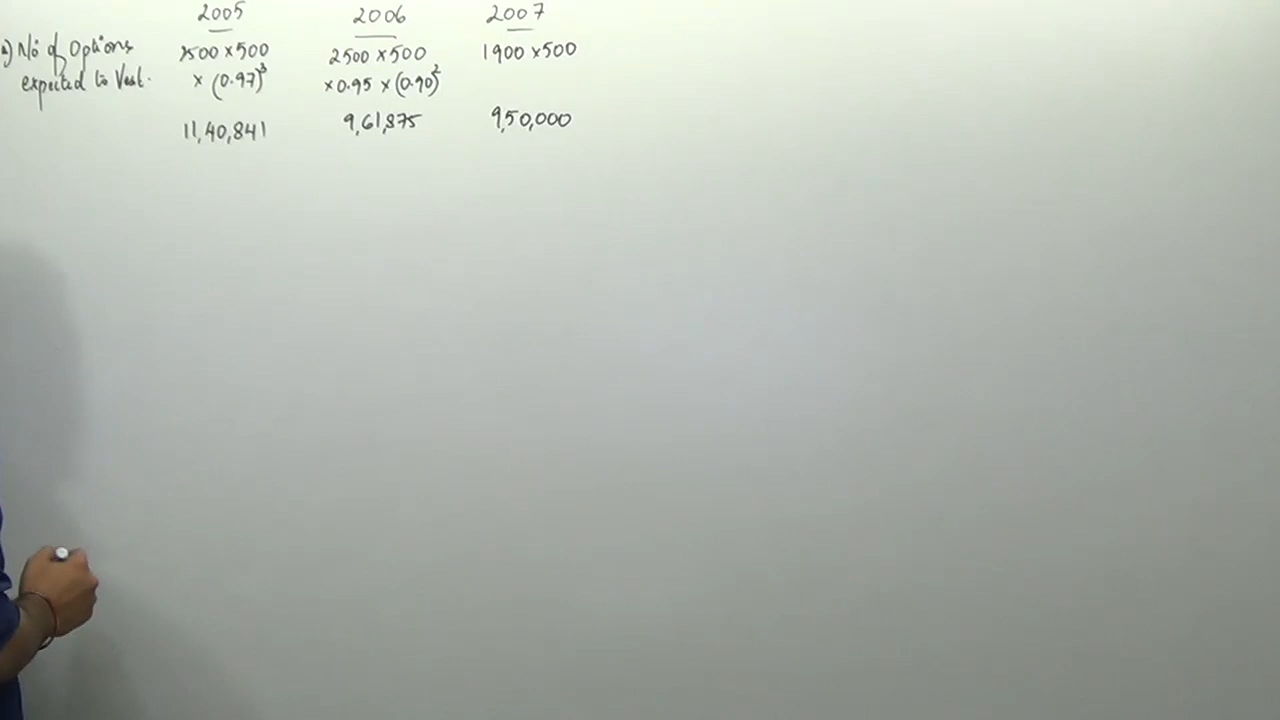 2005 2006 2007
a) No of Options 2500 × 500 2500 × 500 1900 × 500
expected to Vest. × (0.97)³ × 0.95 × (0.90)²
11,40,841 9,61,875 9,50,000